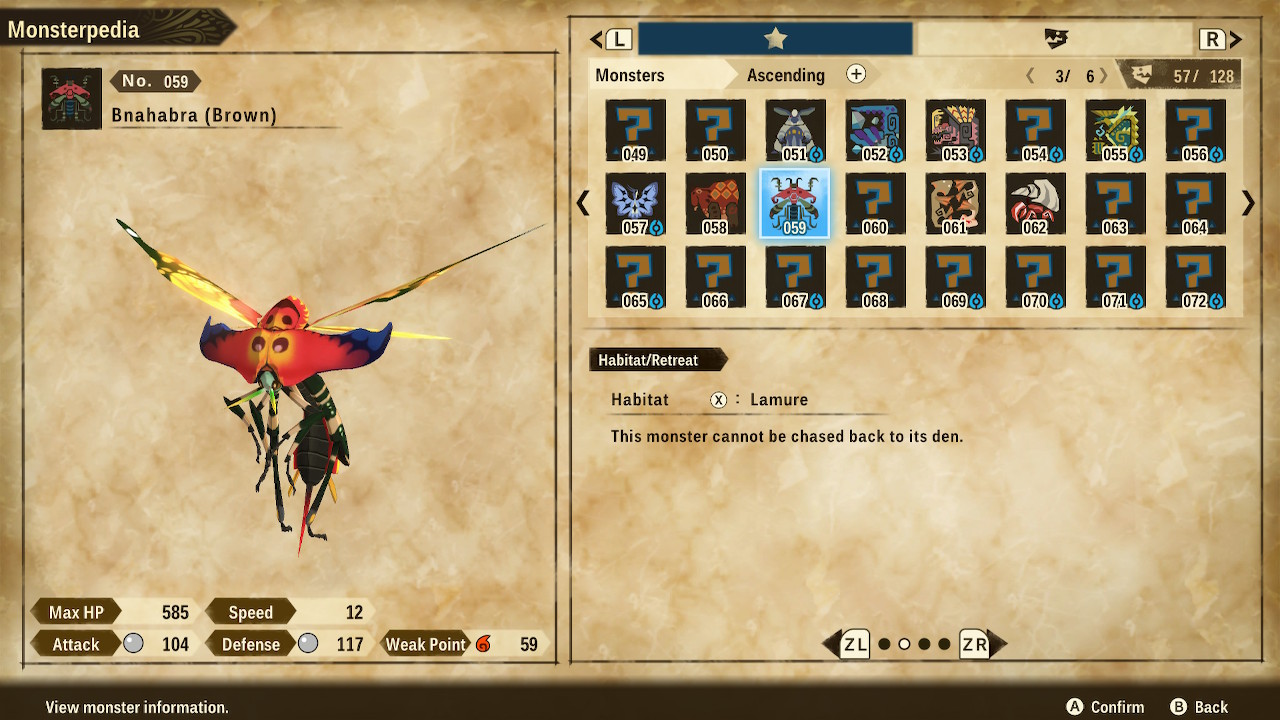 Monsterpedia
No. 059
Bnahabra (Brown)
L
R
Monsters
Ascending
3/ 6
57/ 128
? 049
? 050
051
052
053
? 054
055
? 056
057
058
059
? 060
061
062
? 063
? 064
? 065
? 066
? 067
? 068
? 069
? 070
? 071
? 072
Habitat/Retreat
Habitat X : Lamure
This monster cannot be chased back to its den.
Max HP 585 Speed 12
Attack 104 Defense 117 Weak Point 59
ZL ZR
View monster information.
A Confirm B Back